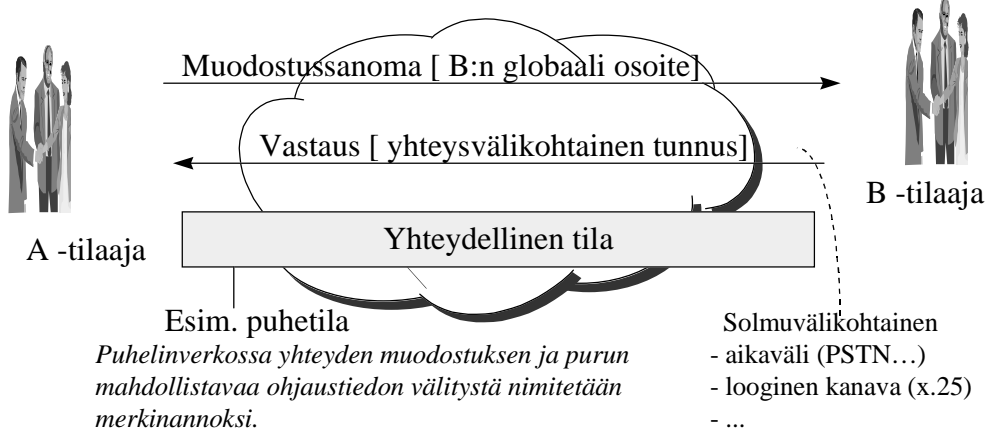 Muodostussanoma [ B:n globaali osoite]
Vastaus [ yhteysvälikohtainen tunnus]
B -tilaaja
A -tilaaja
Yhteydellinen tila
Esim. puhetila
Puhelinverkossa yhteyden muodostuksen ja purun
mahdollistavaa ohjaustiedon välitystä nimitetään
merkinannoksi.
Solmuvälikohtainen
- aikaväli (PSTN…)
- looginen kanava (x.25)
- ...